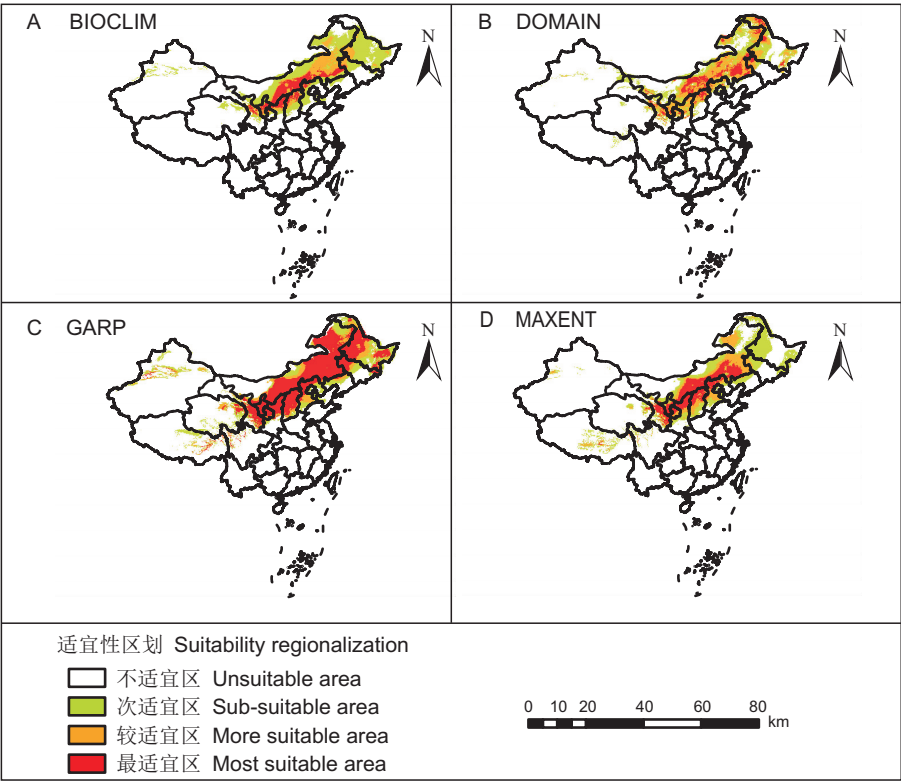 A BIOCLIM
N
B DOMAIN
N
C GARP
N
D MAXENT
N
适宜性区划 Suitability regionalization
不适宜区 Unsuitable area
次适宜区 Sub-suitable area
较适宜区 More suitable area
最适宜区 Most suitable area
0 10 20 40 60 80
km